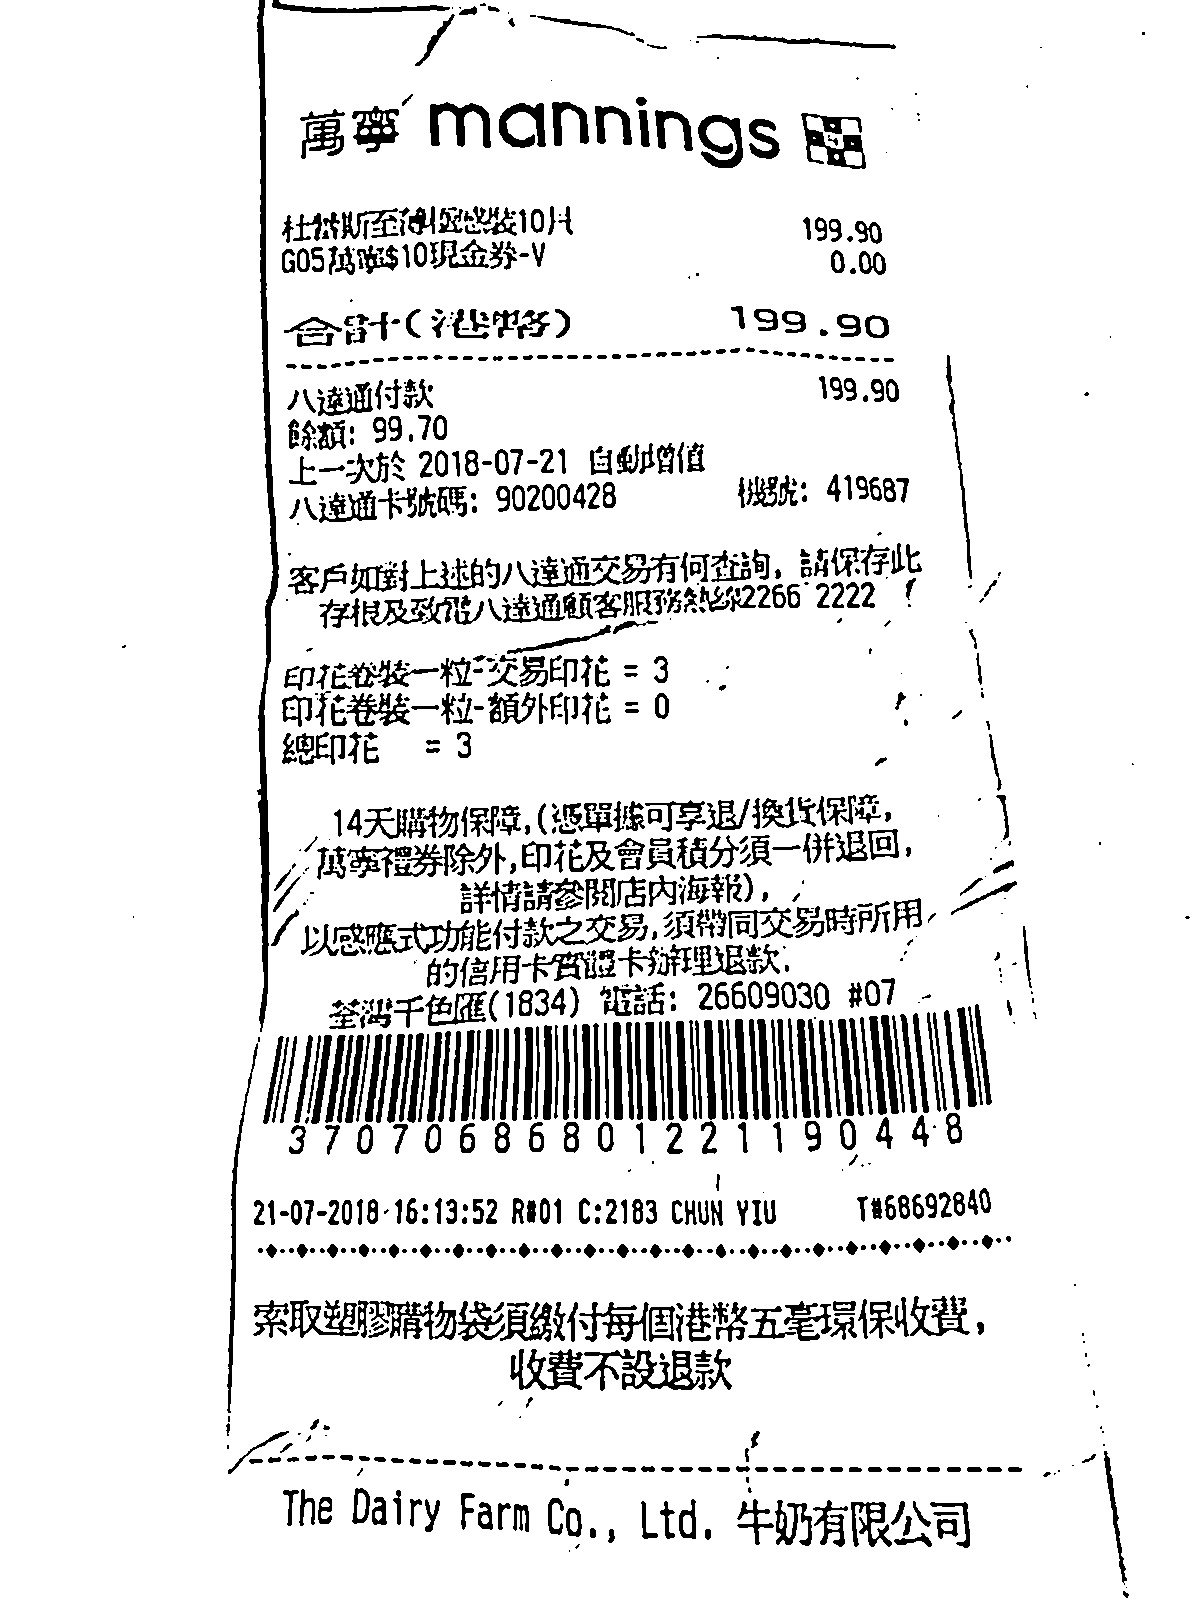 萬寧 mannings
杜蕾斯至薄幻隱裝10片 199.90
G05萬寧$10現金券-V 0.00
合計(港幣) 199.90
八達通付款 199.90
餘額: 99.70
上一次於 2018-07-21 自動增值
八達通卡號碼: 90200428 機號: 419687
客戶如對上述的八達通交易有何查詢, 請保存此
存根及致電八達通顧客服務熱線2266 2222
印花卷裝一粒-交易印花 = 3
印花卷裝一粒-額外印花 = 0
總印花 = 3
14天購物保障,(憑單據可享退/換貨保障,
萬寧禮券除外,印花及會員積分須一併退回,
詳情請參閱店內海報),
以感應式功能付款之交易,須帶同交易時所用
的信用卡實體卡辦理退款.
荃灣千色匯(1834) 電話: 26609030 #07
3707068680122119044 8
21-07-2018 16:13:52 R#01 C:2183 CHUN YIU T#68692840
索取塑膠購物袋須繳付每個港幣五毫環保收費,
收費不設退款
The Dairy Farm Co., Ltd. 牛奶有限公司